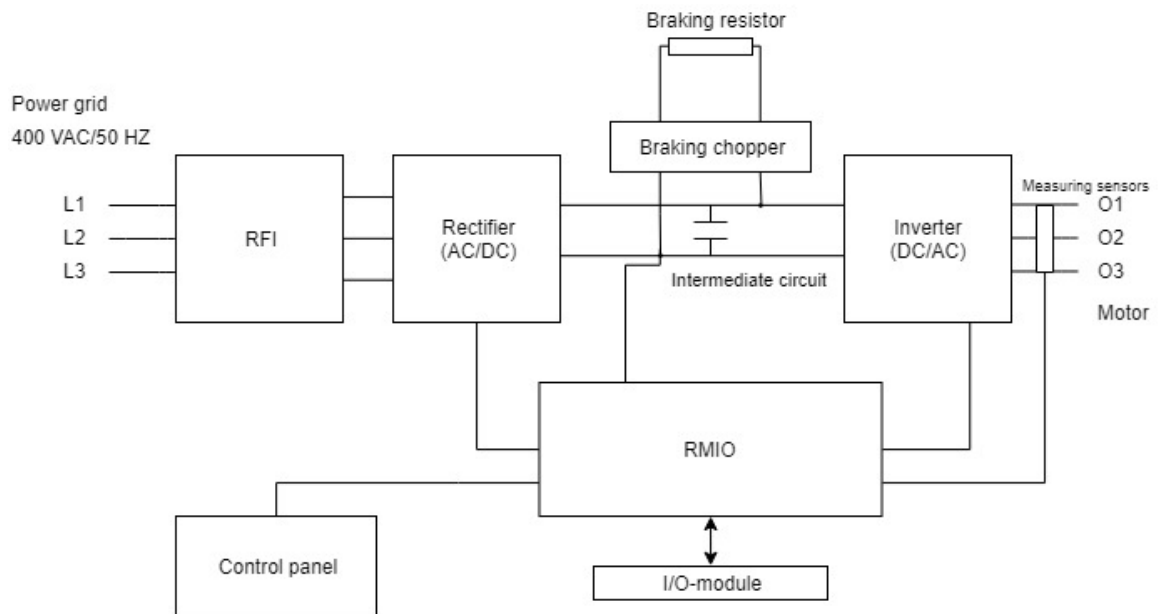 Braking resistor
Power grid
400 VAC/50 HZ
Braking chopper
Measuring sensors
L1
L2
L3
RFI
Rectifier
(AC/DC)
Inverter
(DC/AC)
O1
O2
O3
Intermediate circuit
Motor
RMIO
Control panel
I/O-module